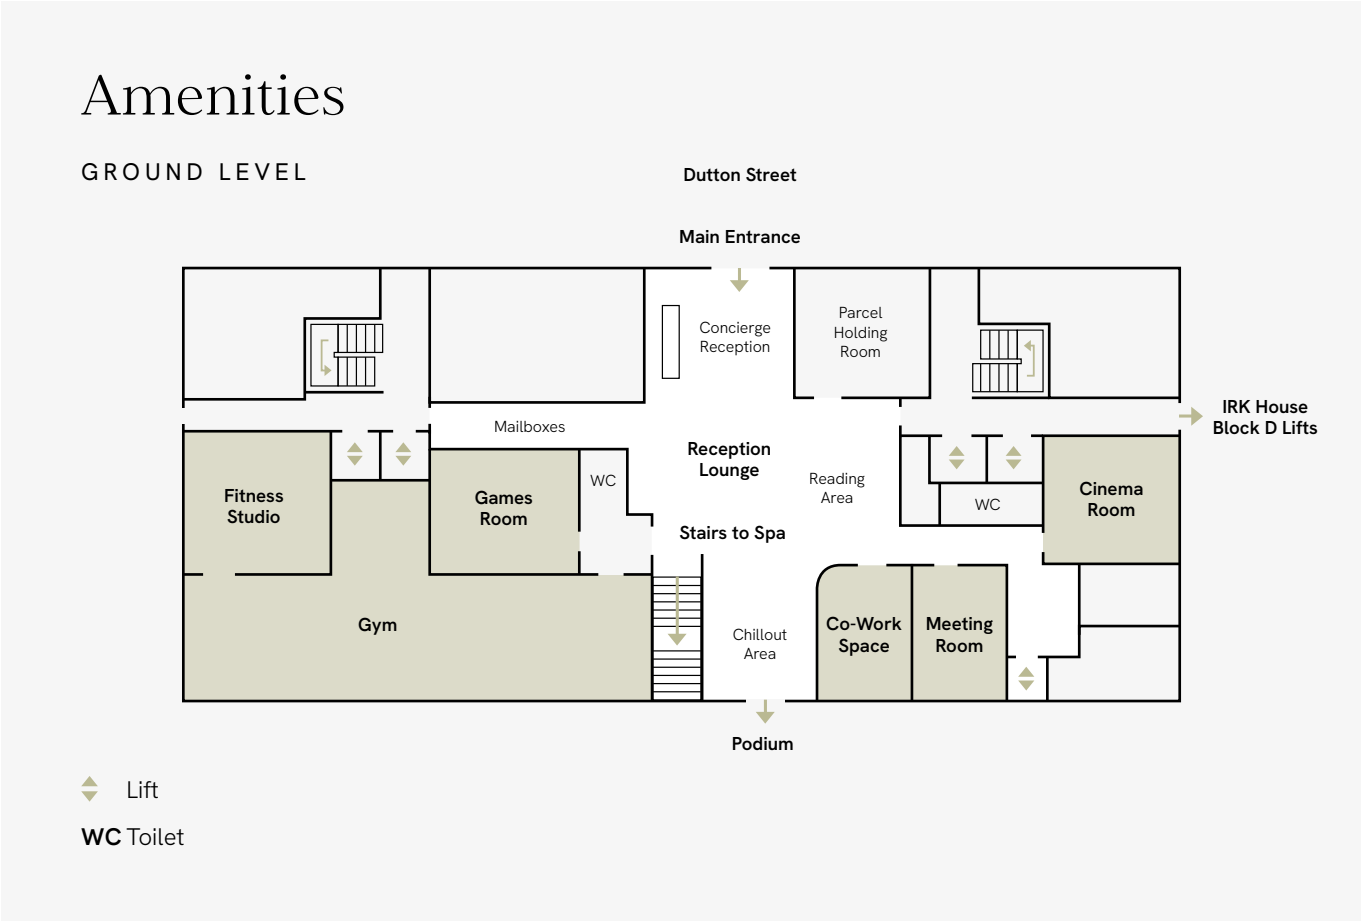 Amenities
GROUND LEVEL
Dutton Street
Main Entrance
Concierge
Reception
Parcel
Holding
Room
IRK House
Block D Lifts
Mailboxes
Reception
Lounge
Reading
Area
WC
WC
Fitness
Studio
Games
Room
Cinema
Room
Stairs to Spa
Gym
Chillout
Area
Co-Work
Space
Meeting
Room
Podium
Lift
WC Toilet